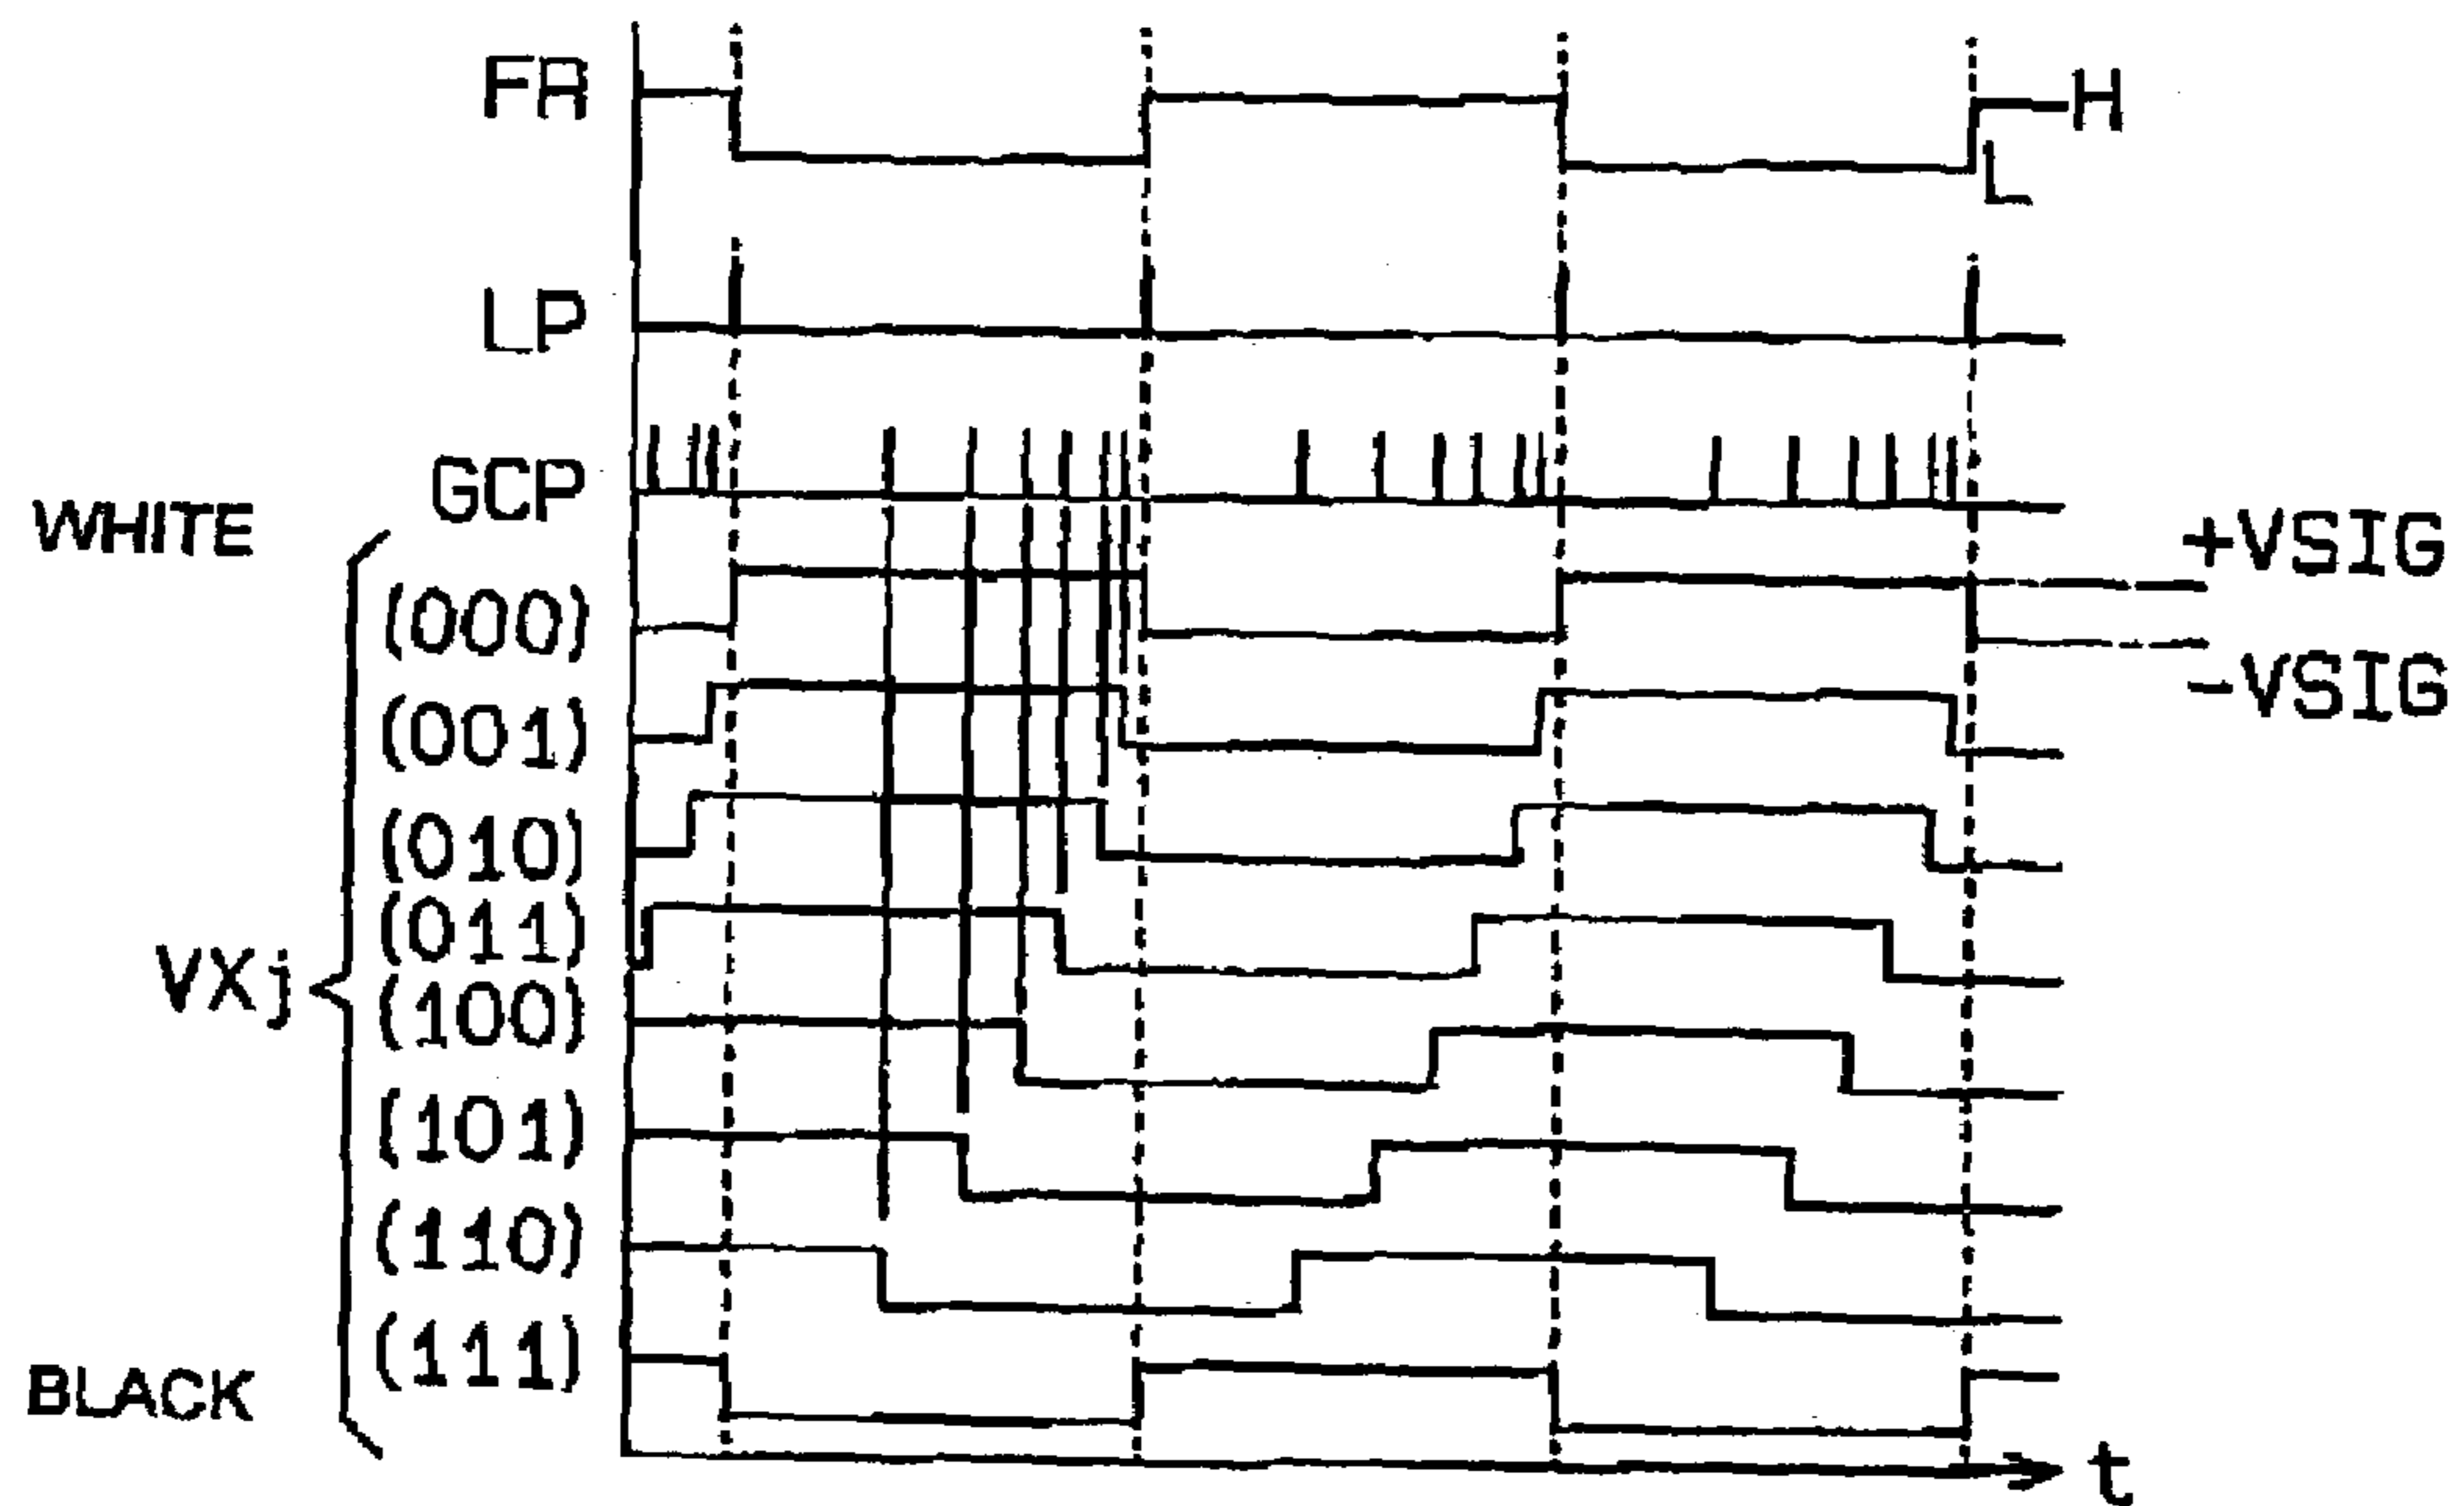 FR
H
L
LP
GCP
WHITE
+VSIG
(000)
-VSIG
(001)
(010)
(011)
VXj
(100)
(101)
(110)
(111)
BLACK
t